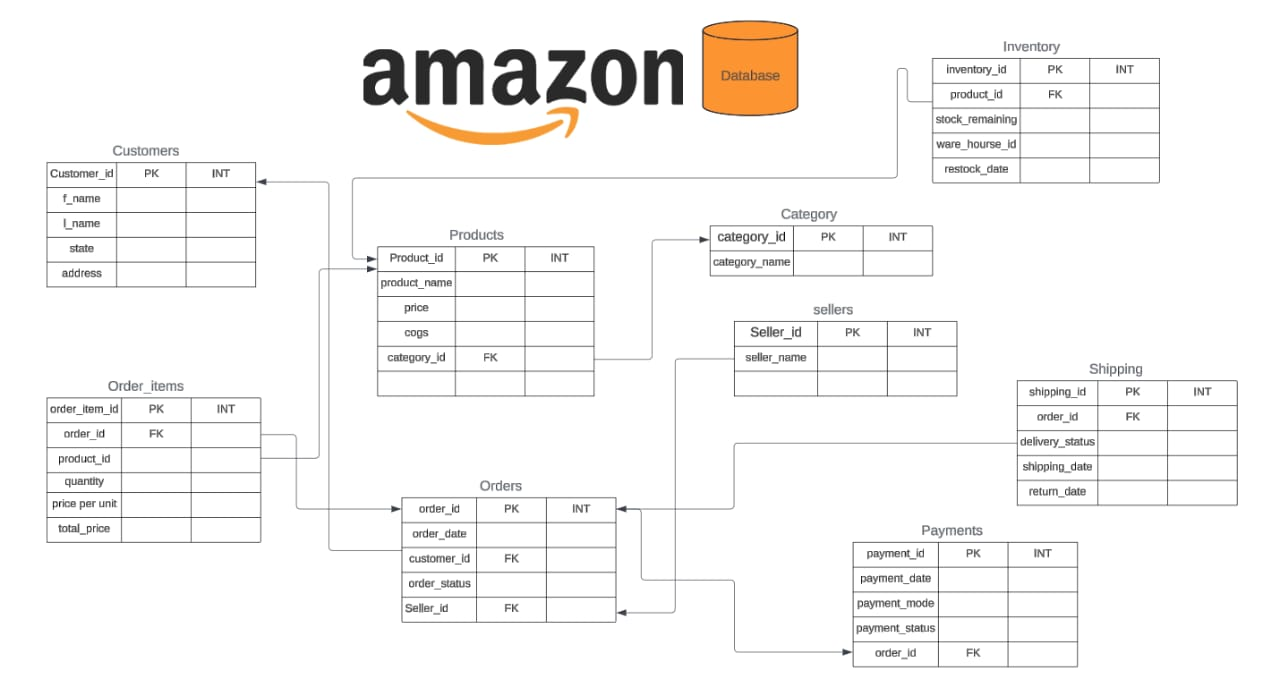 amazon
Database
Inventory
inventory_id PK INT
product_id FK
stock_remaining
ware_hourse_id
restock_date
Customers
Customer_id PK INT
f_name
l_name
state
address
Category
category_id PK INT
category_name
Products
Product_id PK INT
product_name
price
cogs
category_id FK
sellers
Seller_id PK INT
seller_name
Shipping
shipping_id PK INT
order_id FK
delivery_status
shipping_date
return_date
Order_items
order_item_id PK INT
order_id FK
product_id
quantity
price per unit
total_price
Orders
order_id PK INT
order_date
customer_id FK
order_status
Seller_id FK
Payments
payment_id PK INT
payment_date
payment_mode
payment_status
order_id FK